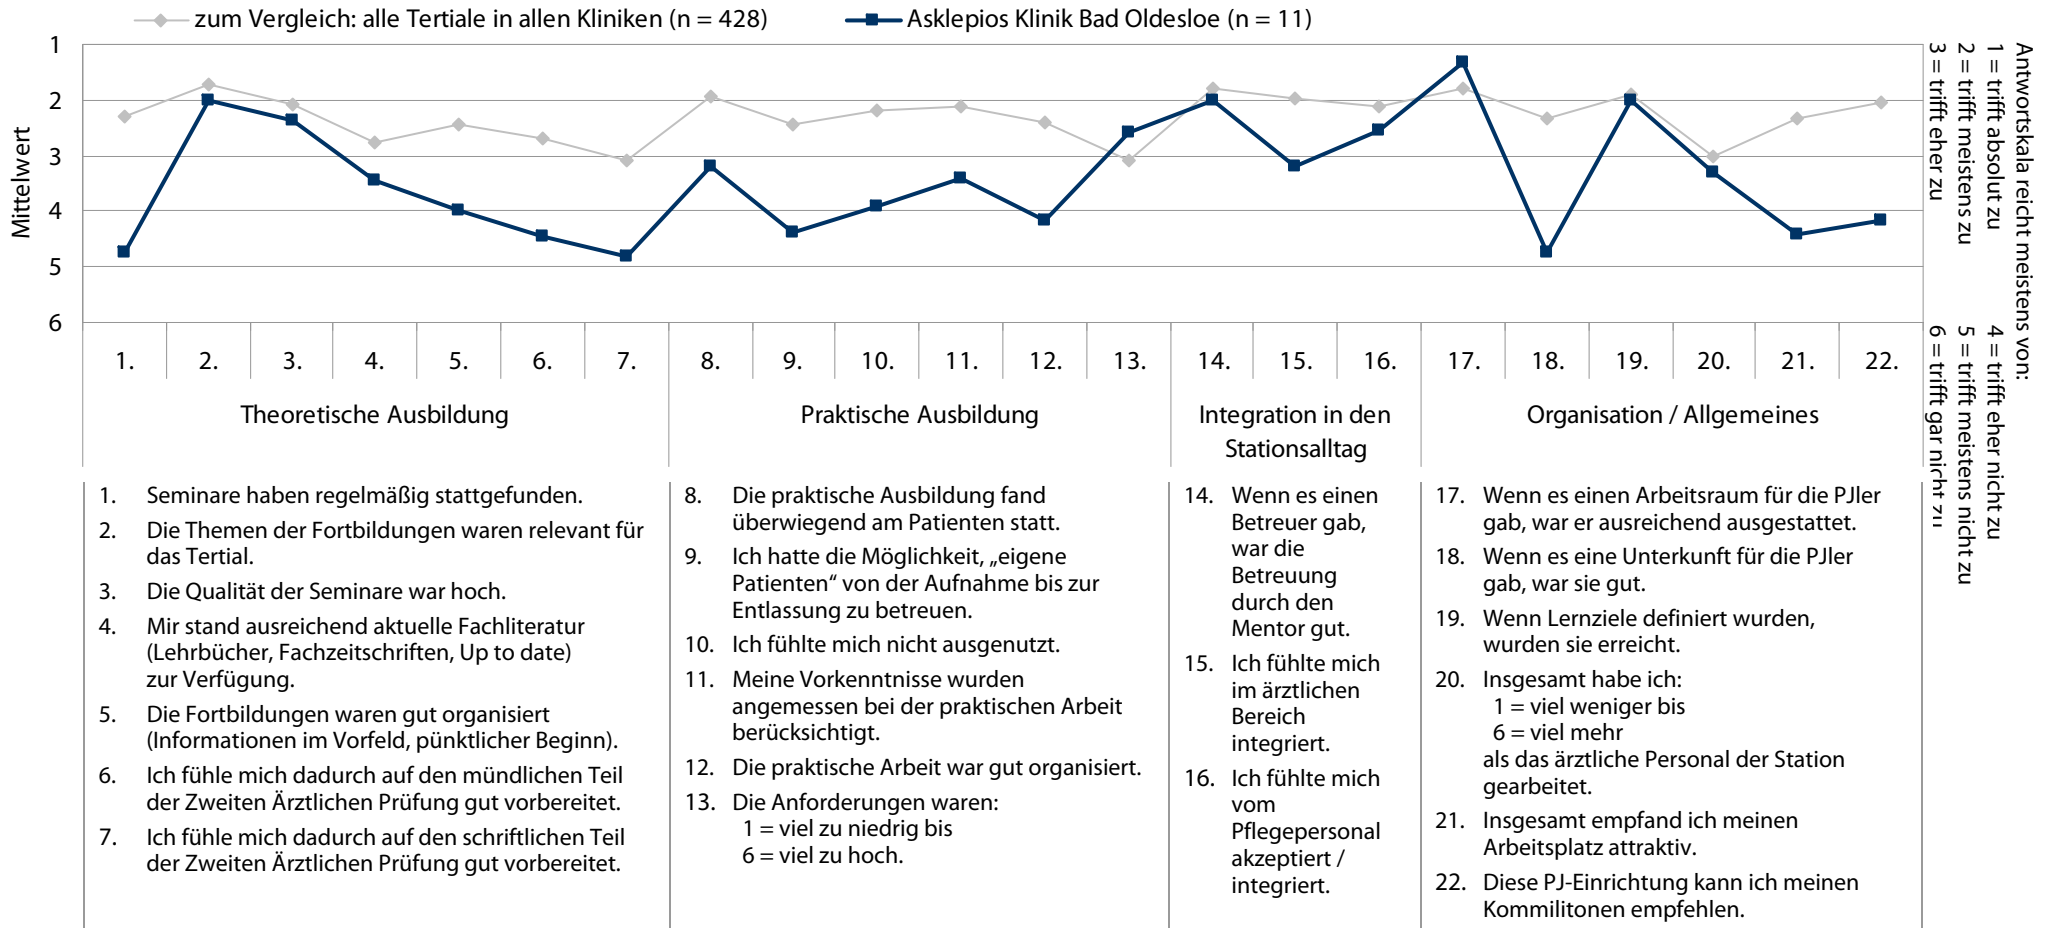 zum Vergleich: alle Tertiale in allen Kliniken (n = 428)
Asklepios Klinik Bad Oldesloe (n = 11)
Mittelwert
1
2
3
4
5
6
1. 2. 3. 4. 5. 6. 7. 8. 9. 10. 11. 12. 13. 14. 15. 16. 17. 18. 19. 20. 21. 22.
Theoretische Ausbildung
Praktische Ausbildung
Integration in den
Stationsalltag
Organisation / Allgemeines
Antwortskala reicht meistens von:
1 = trifft absolut zu
2 = trifft meistens zu
3 = trifft eher zu
4 = trifft eher nicht zu
5 = trifft meistens nicht zu
6 = trifft gar nicht zu
1. Seminare haben regelmäßig stattgefunden.
2. Die Themen der Fortbildungen waren relevant für
das Tertial.
3. Die Qualität der Seminare war hoch.
4. Mir stand ausreichend aktuelle Fachliteratur
(Lehrbücher, Fachzeitschriften, Up to date)
zur Verfügung.
5. Die Fortbildungen waren gut organisiert
(Informationen im Vorfeld, pünktlicher Beginn).
6. Ich fühle mich dadurch auf den mündlichen Teil
der Zweiten Ärztlichen Prüfung gut vorbereitet.
7. Ich fühle mich dadurch auf den schriftlichen Teil
der Zweiten Ärztlichen Prüfung gut vorbereitet.
8. Die praktische Ausbildung fand
überwiegend am Patienten statt.
9. Ich hatte die Möglichkeit, „eigene
Patienten“ von der Aufnahme bis zur
Entlassung zu betreuen.
10. Ich fühlte mich nicht ausgenutzt.
11. Meine Vorkenntnisse wurden
angemessen bei der praktischen Arbeit
berücksichtigt.
12. Die praktische Arbeit war gut organisiert.
13. Die Anforderungen waren:
1 = viel zu niedrig bis
6 = viel zu hoch.
14. Wenn es einen
Betreuer gab,
war die
Betreuung
durch den
Mentor gut.
15. Ich fühlte mich
im ärztlichen
Bereich
integriert.
16. Ich fühlte mich
vom
Pflegepersonal
akzeptiert /
integriert.
17. Wenn es einen Arbeitsraum für die PJler
gab, war er ausreichend ausgestattet.
18. Wenn es eine Unterkunft für die PJler
gab, war sie gut.
19. Wenn Lernziele definiert wurden,
wurden sie erreicht.
20. Insgesamt habe ich:
1 = viel weniger bis
6 = viel mehr
als das ärztliche Personal der Station
gearbeitet.
21. Insgesamt empfand ich meinen
Arbeitsplatz attraktiv.
22. Diese PJ-Einrichtung kann ich meinen
Kommilitonen empfehlen.